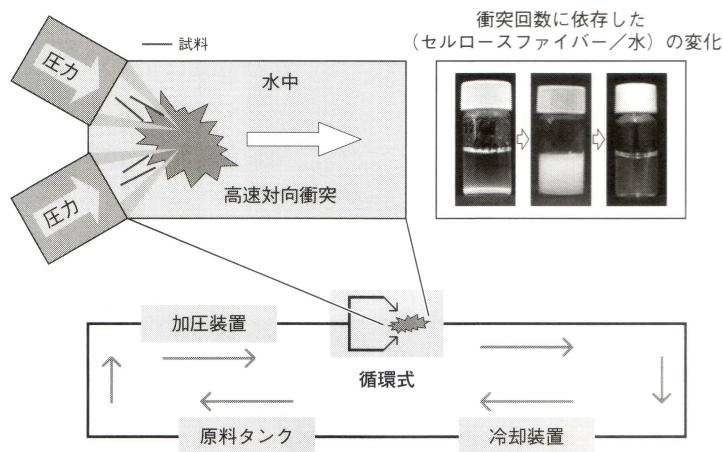 衝突回数に依存した
（セルロースファイバー／水）の変化
試料
圧力
水中
高速対向衝突
圧力
加圧装置
循環式
原料タンク
冷却装置